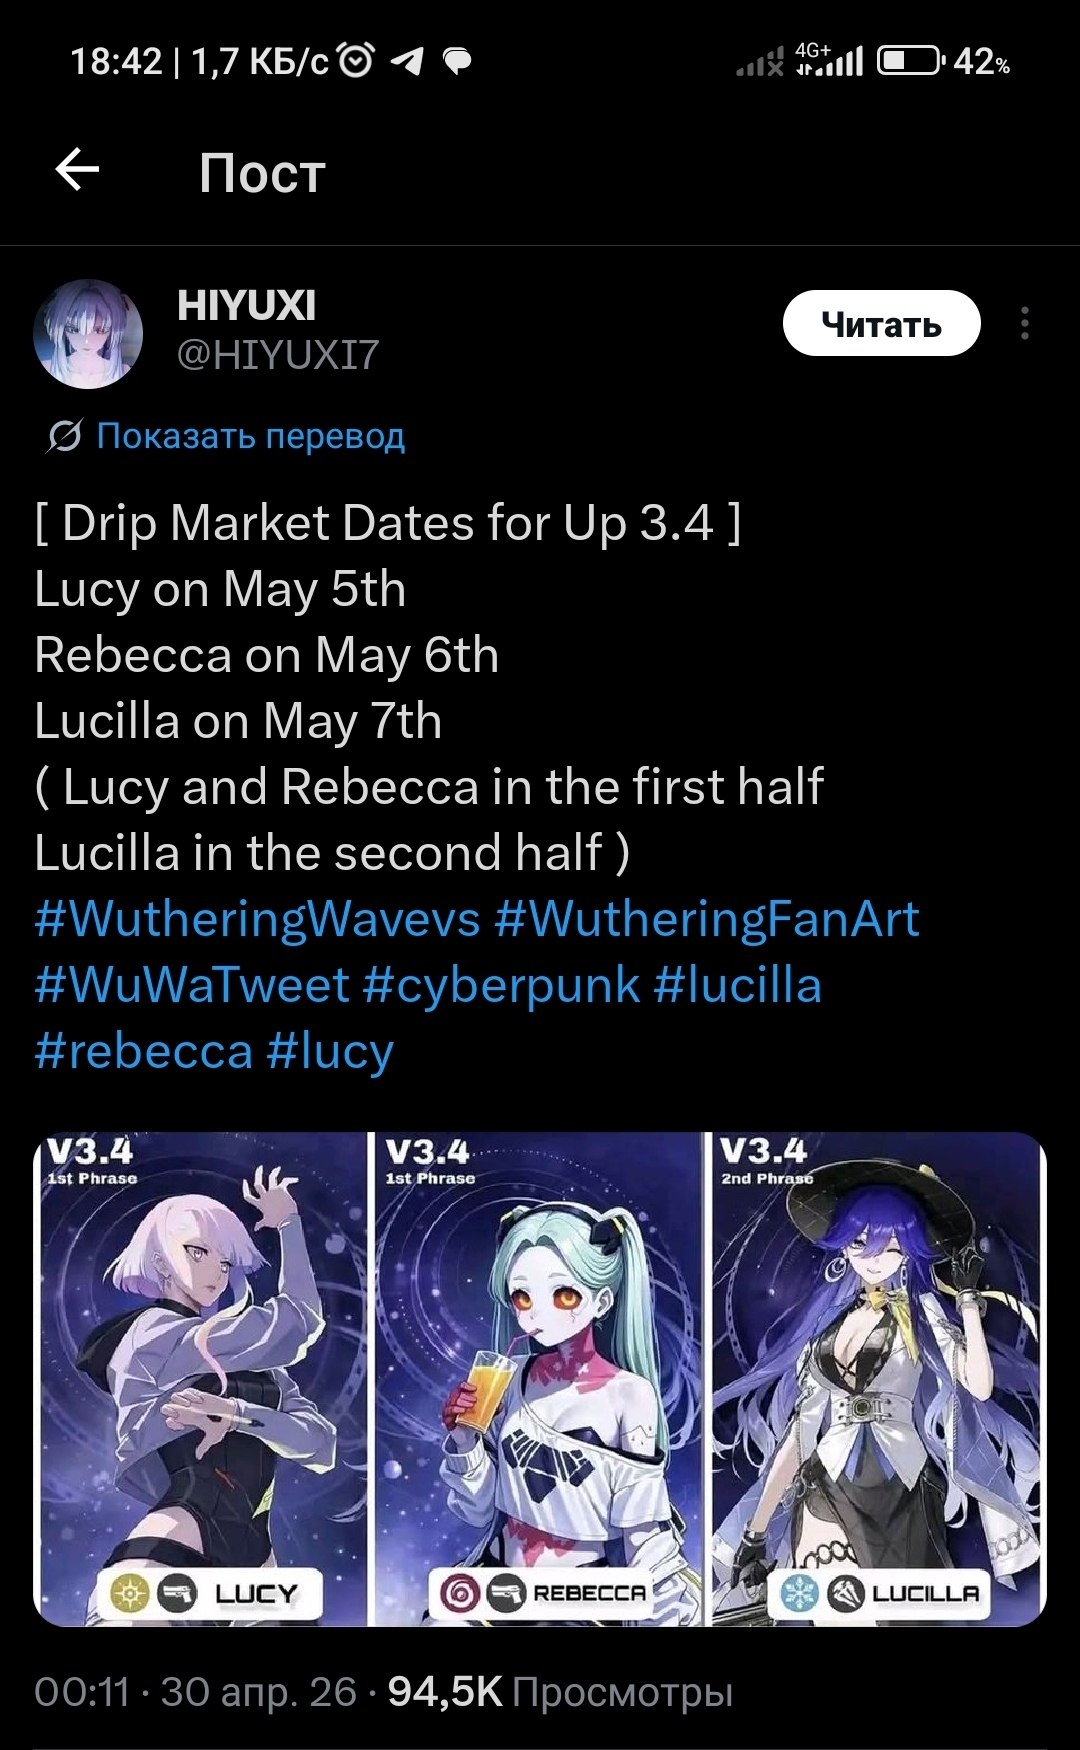 18:42 | 1,7 КБ/с
4G+
42%
Пост
HIYUXI
@HIYUXI7
Читать
Показать перевод
[ Drip Market Dates for Up 3.4 ]
Lucy on May 5th
Rebecca on May 6th
Lucilla on May 7th
( Lucy and Rebecca in the first half
Lucilla in the second half )
#WutheringWavevs #WutheringFanArt
#WuWaTweet #cyberpunk #lucilla
#rebecca #lucy
V3.4
1st Phrase
LUCY
V3.4
1st Phrase
REBECCA
V3.4
2nd Phrase
LUCILLA
00:11 · 30 апр. 26 · 94,5K Просмотры